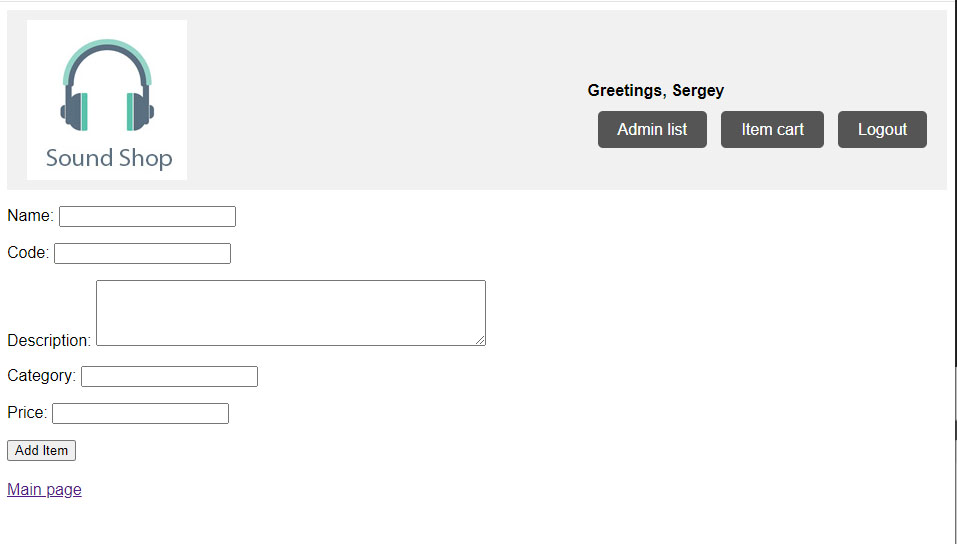 Greetings, Sergey
Admin list Item cart Logout
Sound Shop
Name:
Code:
Description:
Category:
Price:
Add Item
Main page